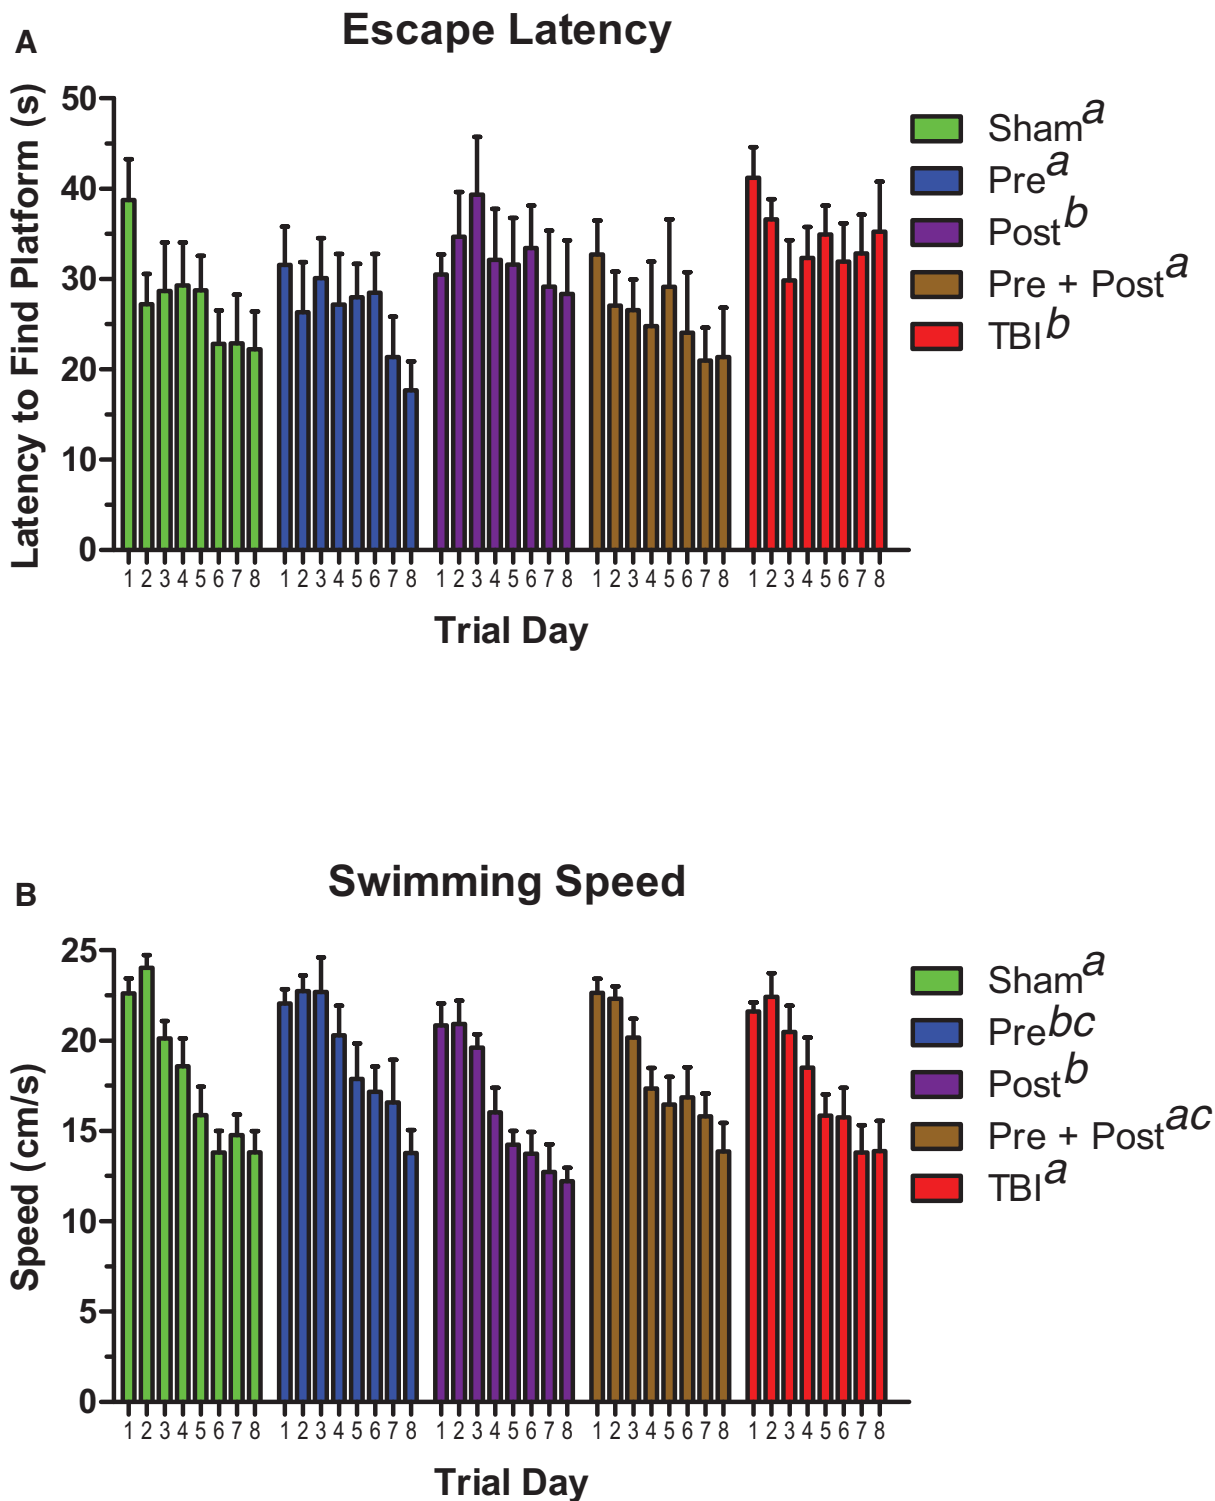 A
Escape Latency
Latency to Find Platform (s)
50
40
30
20
10
0
1 2 3 4 5 6 7 8 1 2 3 4 5 6 7 8 1 2 3 4 5 6 7 8 1 2 3 4 5 6 7 8 1 2 3 4 5 6 7 8
Trial Day
Sham a
Pre a
Post b
Pre + Post a
TBI b
B
Swimming Speed
Speed (cm/s)
25
20
15
10
5
0
1 2 3 4 5 6 7 8 1 2 3 4 5 6 7 8 1 2 3 4 5 6 7 8 1 2 3 4 5 6 7 8 1 2 3 4 5 6 7 8
Trial Day
Sham a
Pre bc
Post b
Pre + Post ac
TBI a